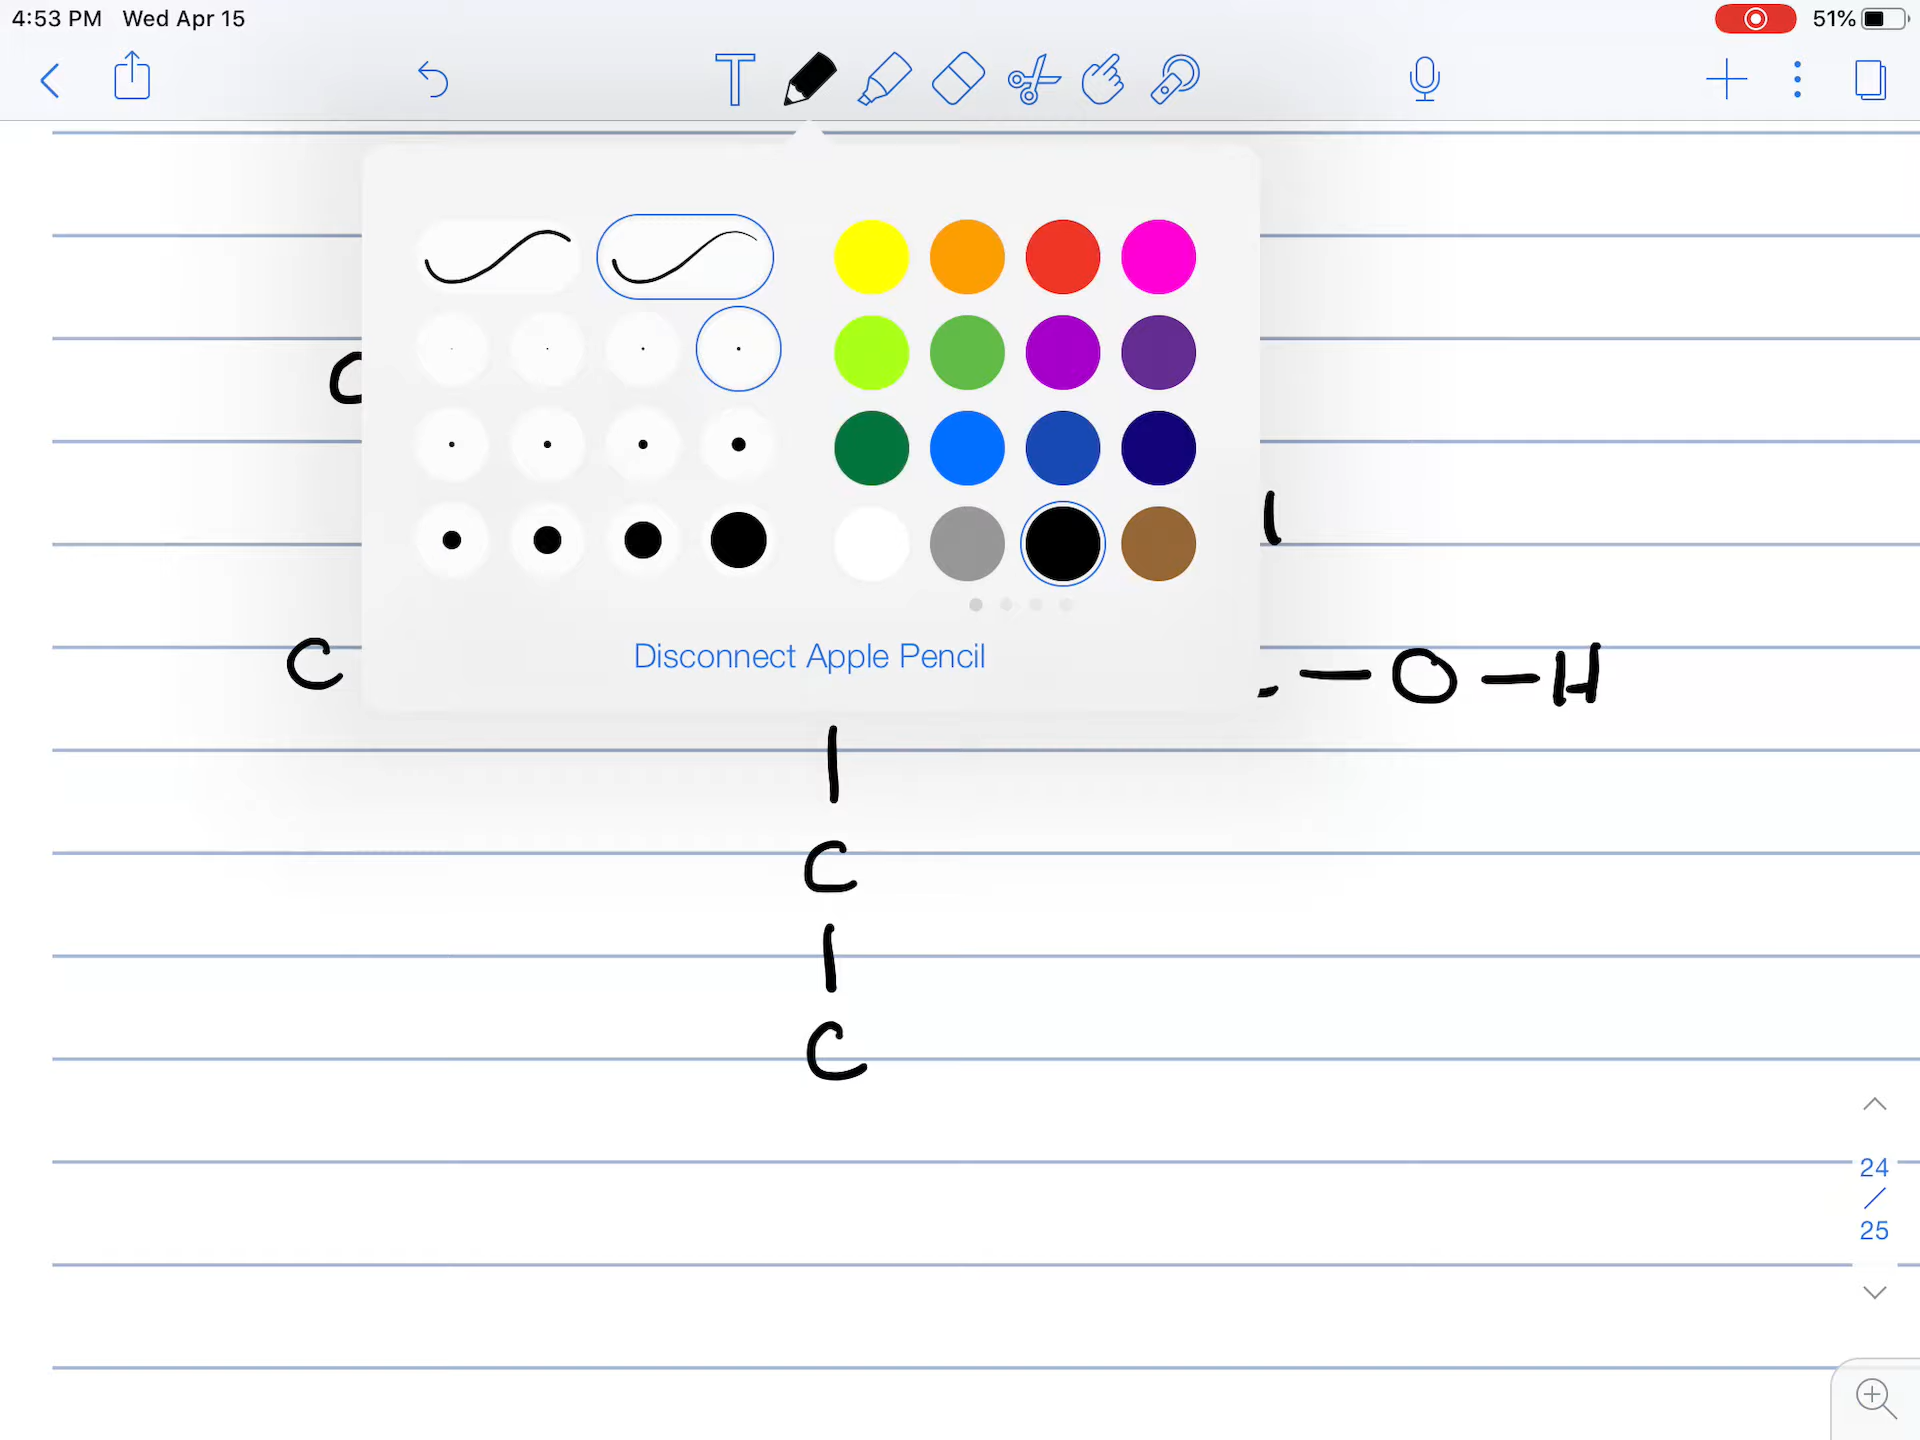 4:53 PM Wed Apr 15
51%
T
C
C
- O - H
Disconnect Apple Pencil
C
C
24
/
25